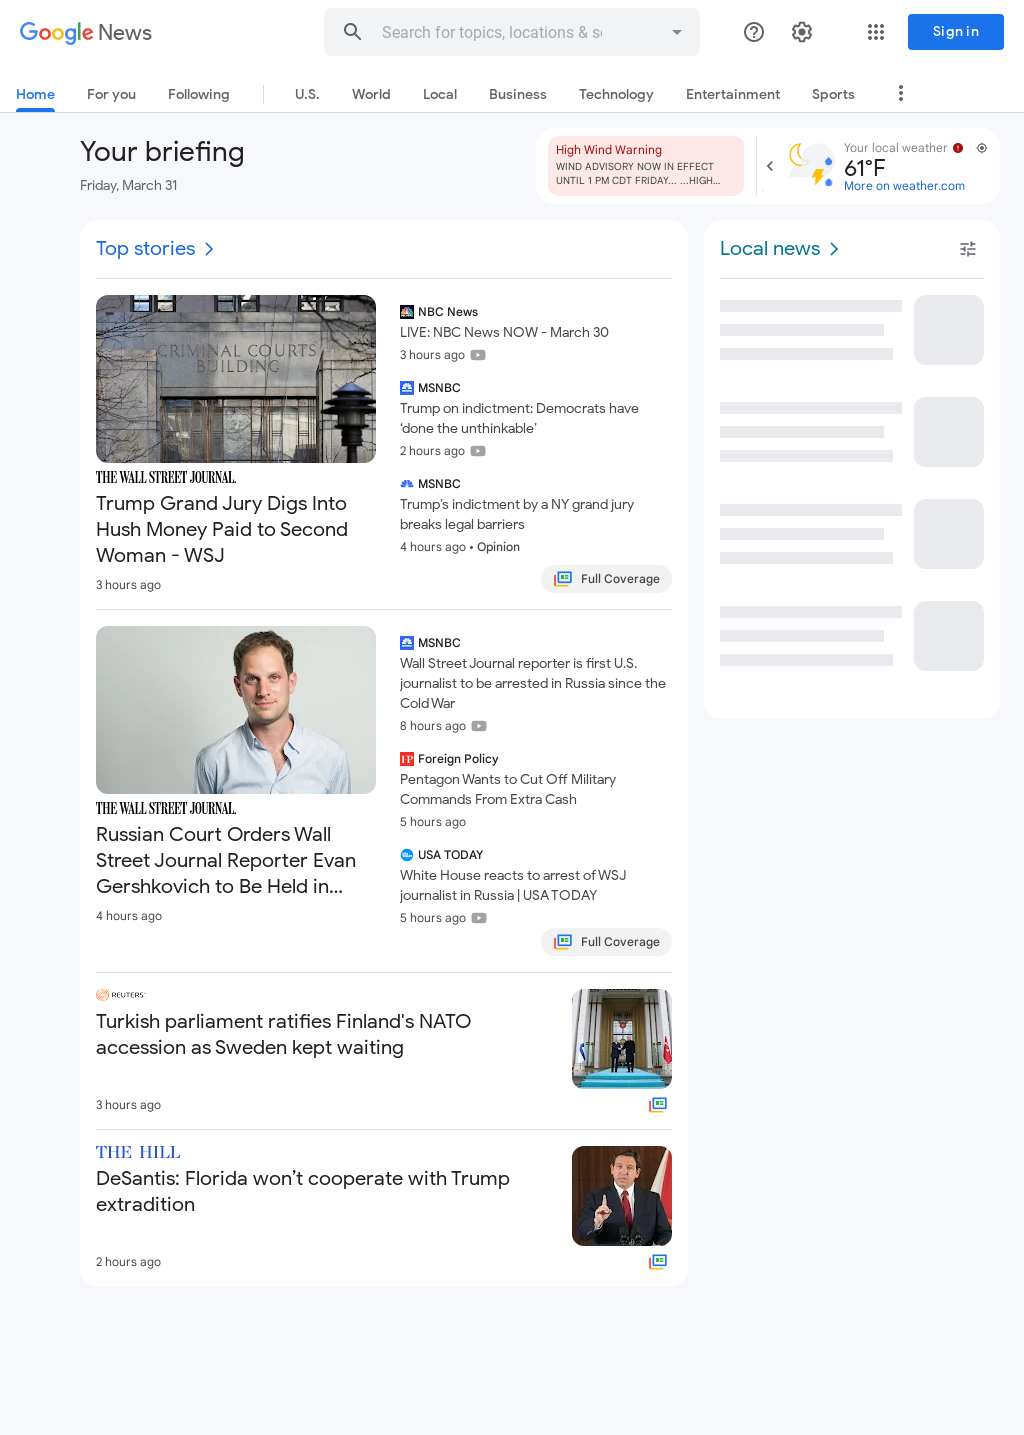 Google News
Search for topics, locations & so
Sign in
Home
For you
Following
U.S.
World
Local
Business
Technology
Entertainment
Sports
Your briefing
Friday, March 31
High Wind Warning
WIND ADVISORY NOW IN EFFECT
UNTIL 1 PM CDT FRIDAY... ...HIGH...
Your local weather
61°F
More on weather.com
Top stories
CRIMINAL COURTS
BUILDING
THE WALL STREET JOURNAL.
Trump Grand Jury Digs Into
Hush Money Paid to Second
Woman - WSJ
3 hours ago
NBC News
LIVE: NBC News NOW - March 30
3 hours ago
MSNBC
Trump on indictment: Democrats have
‘done the unthinkable’
2 hours ago
MSNBC
Trump’s indictment by a NY grand jury
breaks legal barriers
4 hours ago • Opinion
Full Coverage
THE WALL STREET JOURNAL.
Russian Court Orders Wall
Street Journal Reporter Evan
Gershkovich to Be Held in...
4 hours ago
MSNBC
Wall Street Journal reporter is first U.S.
journalist to be arrested in Russia since the
Cold War
8 hours ago
FP Foreign Policy
Pentagon Wants to Cut Off Military
Commands From Extra Cash
5 hours ago
USA TODAY
White House reacts to arrest of WSJ
journalist in Russia | USA TODAY
5 hours ago
Full Coverage
REUTERS
Turkish parliament ratifies Finland's NATO
accession as Sweden kept waiting
3 hours ago
THE HILL
DeSantis: Florida won’t cooperate with Trump
extradition
2 hours ago
Local news